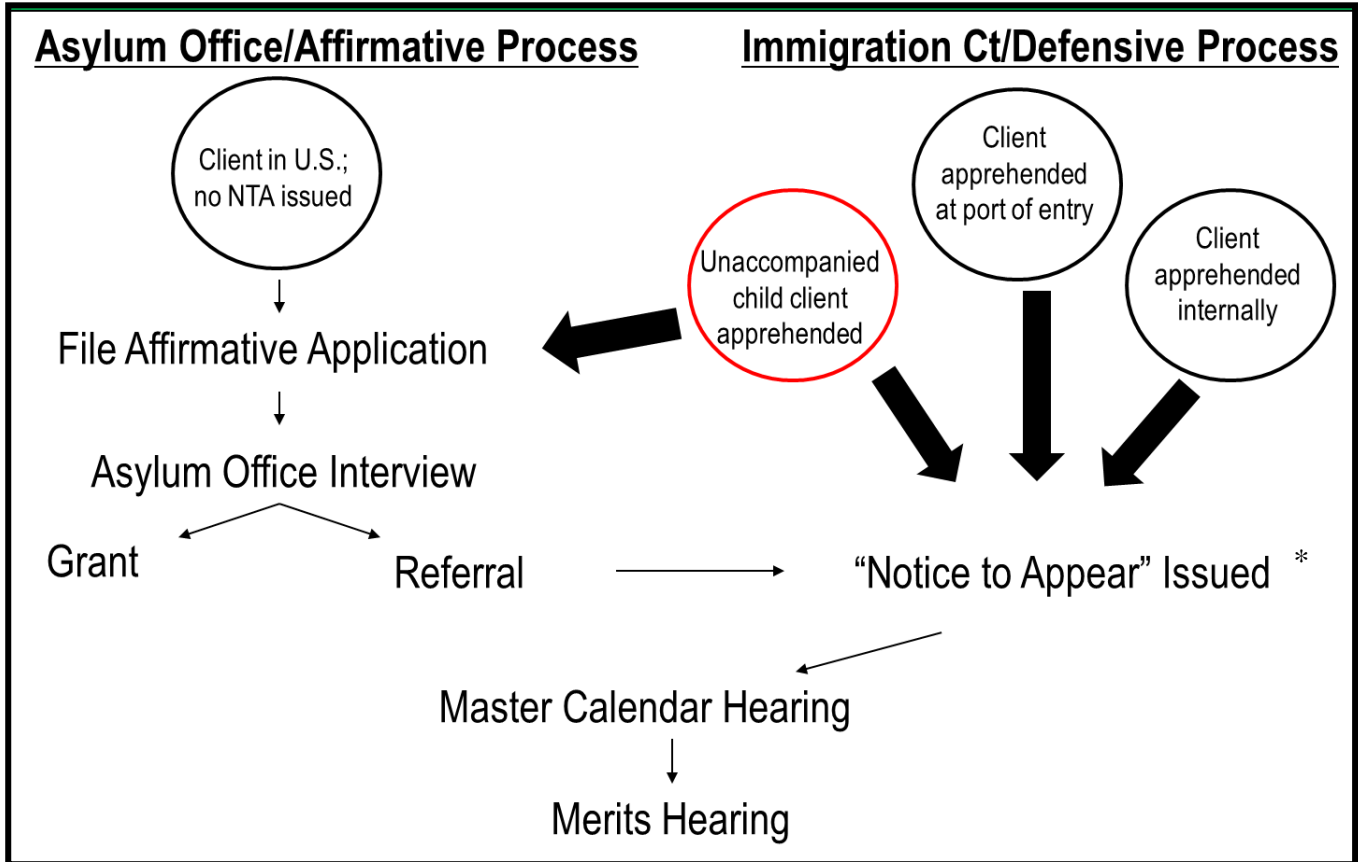 Asylum Office/Affirmative Process
Immigration Ct/Defensive Process
Client in U.S.;
no NTA issued
Client
apprehended
at port of entry
Unaccompanied
child client
apprehended
Client
apprehended
internally
File Affirmative Application
Asylum Office Interview
Grant
Referral
“Notice to Appear” Issued *
Master Calendar Hearing
Merits Hearing